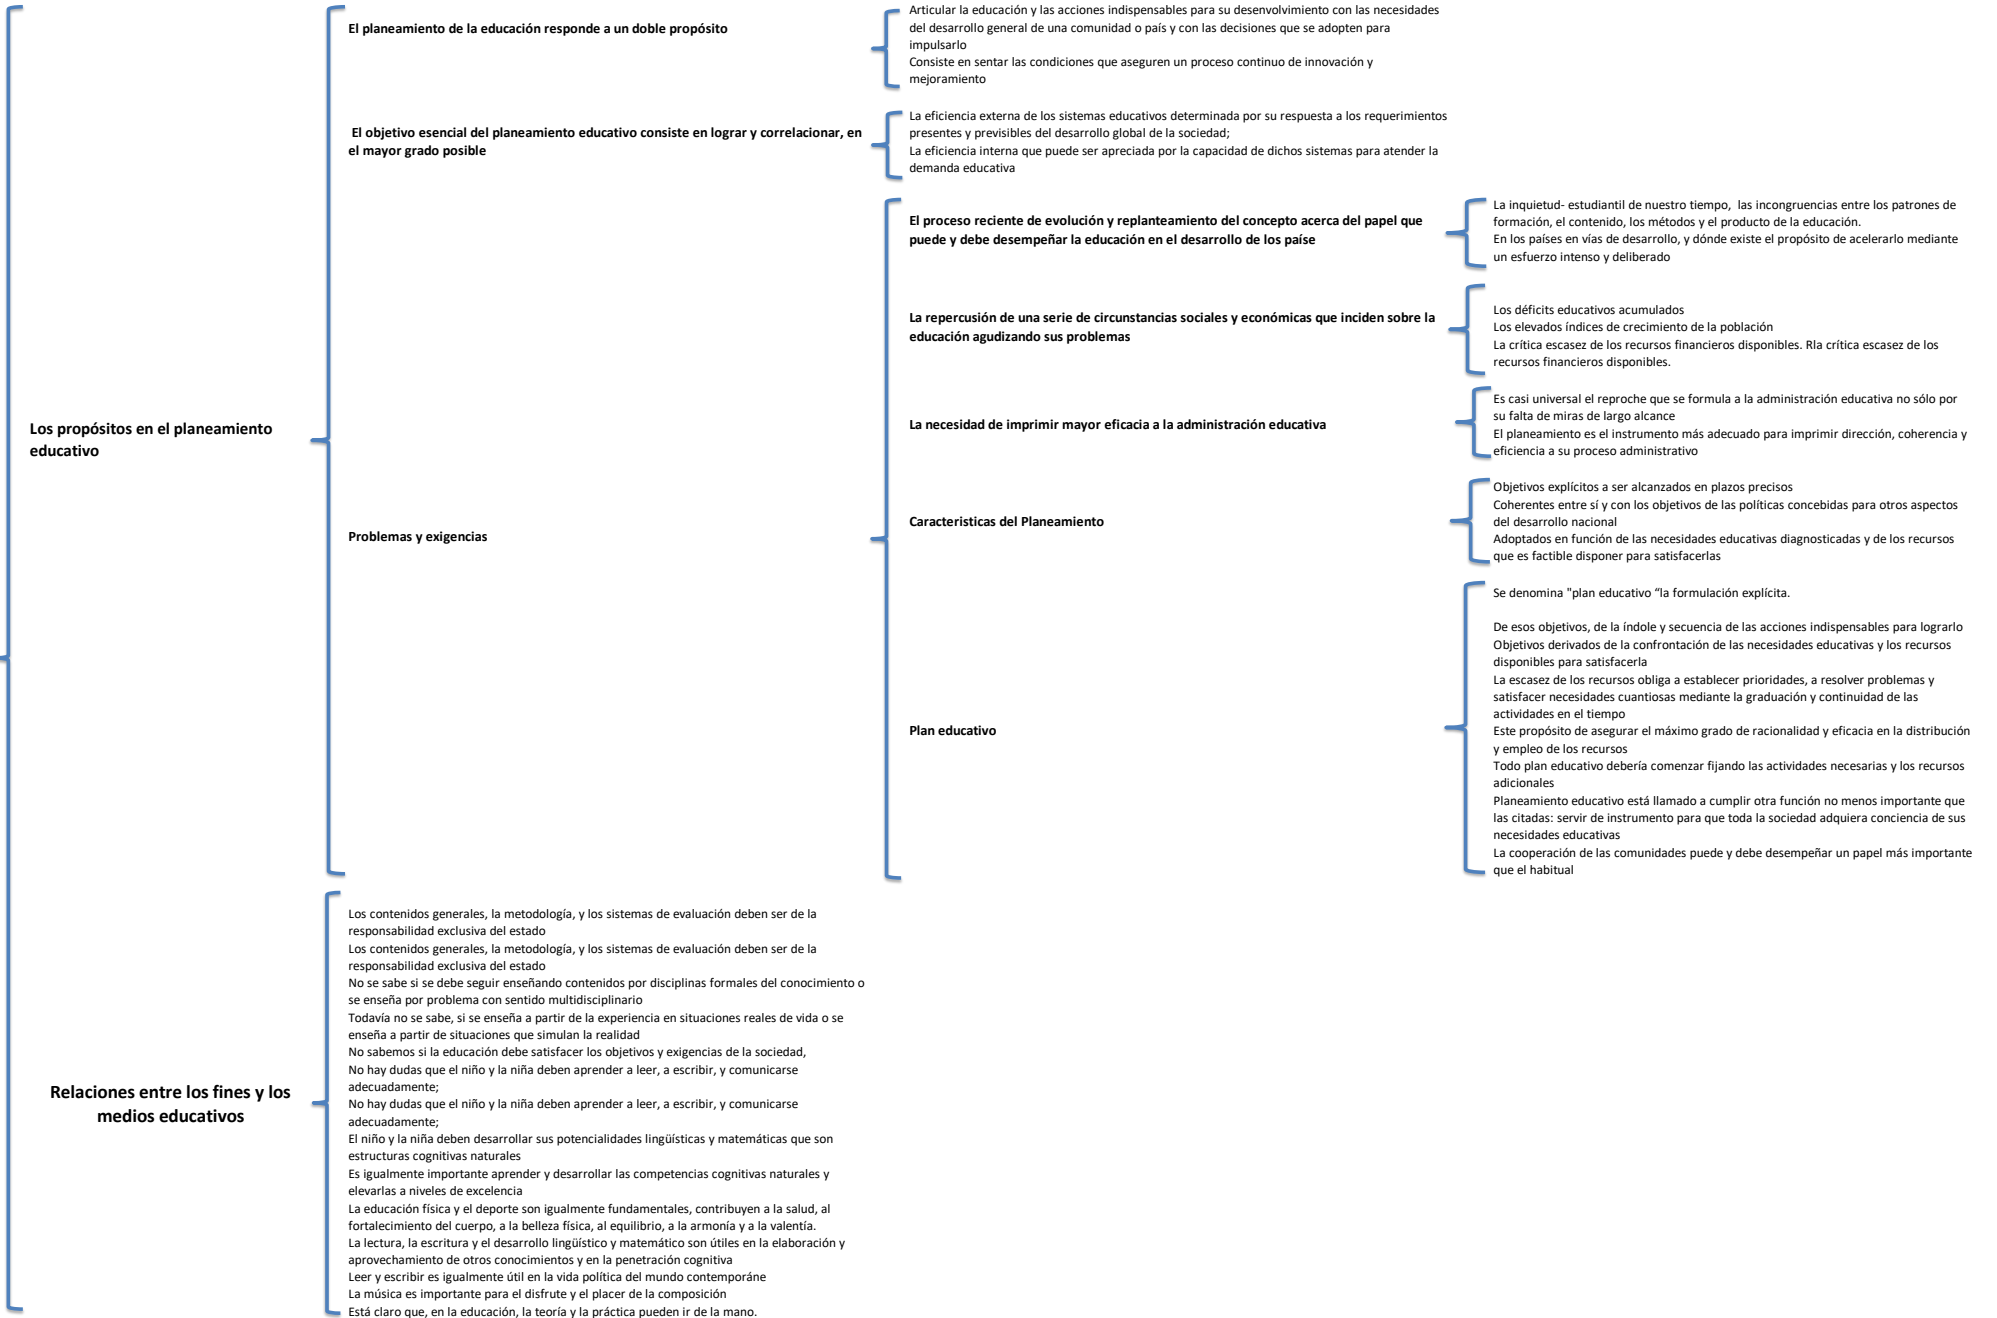 Los propósitos en el planeamiento
educativo
El planeamiento de la educación responde a un doble propósito
Articular la educación y las acciones indispensables para su desenvolvimiento con las necesidades
del desarrollo general de una comunidad o país y con las decisiones que se adopten para
impulsarlo
Consiste en sentar las condiciones que aseguren un proceso continuo de innovación y
mejoramiento
El objetivo esencial del planeamiento educativo consiste en lograr y correlacionar, en
el mayor grado posible
La eficiencia externa de los sistemas educativos determinada por su respuesta a los requerimientos
presentes y previsibles del desarrollo global de la sociedad;
La eficiencia interna que puede ser apreciada por la capacidad de dichos sistemas para atender la
demanda educativa
Problemas y exigencias
El proceso reciente de evolución y replanteamiento del concepto acerca del papel que
puede y debe desempeñar la educación en el desarrollo de los paíse
La inquietud- estudiantil de nuestro tiempo,  las incongruencias entre los patrones de
formación, el contenido, los métodos y el producto de la educación.
En los países en vías de desarrollo, y dónde existe el propósito de acelerarlo mediante
un esfuerzo intenso y deliberado
La repercusión de una serie de circunstancias sociales y económicas que inciden sobre la
educación agudizando sus problemas
Los déficits educativos acumulados
Los elevados índices de crecimiento de la población
La crítica escasez de los recursos financieros disponibles. Rla crítica escasez de los
recursos financieros disponibles.
La necesidad de imprimir mayor eficacia a la administración educativa
Es casi universal el reproche que se formula a la administración educativa no sólo por
su falta de miras de largo alcance
El planeamiento es el instrumento más adecuado para imprimir dirección, coherencia y
eficiencia a su proceso administrativo
Caracteristicas del Planeamiento
Objetivos explícitos a ser alcanzados en plazos precisos
Coherentes entre sí y con los objetivos de las políticas concebidas para otros aspectos
del desarrollo nacional
Adoptados en función de las necesidades educativas diagnosticadas y de los recursos
que es factible disponer para satisfacerlas
Plan educativo
Se denomina "plan educativo “la formulación explícita.
De esos objetivos, de la índole y secuencia de las acciones indispensables para lograrlo
Objetivos derivados de la confrontación de las necesidades educativas y los recursos
disponibles para satisfacerla
La escasez de los recursos obliga a establecer prioridades, a resolver problemas y
satisfacer necesidades cuantiosas mediante la graduación y continuidad de las
actividades en el tiempo
Este propósito de asegurar el máximo grado de racionalidad y eficacia en la distribución
y empleo de los recursos
Todo plan educativo debería comenzar fijando las actividades necesarias y los recursos
adicionales
Planeamiento educativo está llamado a cumplir otra función no menos importante que
las citadas: servir de instrumento para que toda la sociedad adquiera conciencia de sus
necesidades educativas
La cooperación de las comunidades puede y debe desempeñar un papel más importante
que el habitual
Relaciones entre los fines y los
medios educativos
Los contenidos generales, la metodología, y los sistemas de evaluación deben ser de la
responsabilidad exclusiva del estado
Los contenidos generales, la metodología, y los sistemas de evaluación deben ser de la
responsabilidad exclusiva del estado
No se sabe si se debe seguir enseñando contenidos por disciplinas formales del conocimiento o
se enseña por problema con sentido multidisciplinario
Todavía no se sabe, si se enseña a partir de la experiencia en situaciones reales de vida o se
enseña a partir de situaciones que simulan la realidad
No sabemos si la educación debe satisfacer los objetivos y exigencias de la sociedad,
No hay dudas que el niño y la niña deben aprender a leer, a escribir, y comunicarse
adecuadamente;
No hay dudas que el niño y la niña deben aprender a leer, a escribir, y comunicarse
adecuadamente;
El niño y la niña deben desarrollar sus potencialidades lingüísticas y matemáticas que son
estructuras cognitivas naturales
Es igualmente importante aprender y desarrollar las competencias cognitivas naturales y
elevarlas a niveles de excelencia
La educación física y el deporte son igualmente fundamentales, contribuyen a la salud, al
fortalecimiento del cuerpo, a la belleza física, al equilibrio, a la armonía y a la valentía.
La lectura, la escritura y el desarrollo lingüístico y matemático son útiles en la elaboración y
aprovechamiento de otros conocimientos y en la penetración cognitiva
Leer y escribir es igualmente útil en la vida política del mundo contemporáne
La música es importante para el disfrute y el placer de la composición
Está claro que, en la educación, la teoría y la práctica pueden ir de la mano.